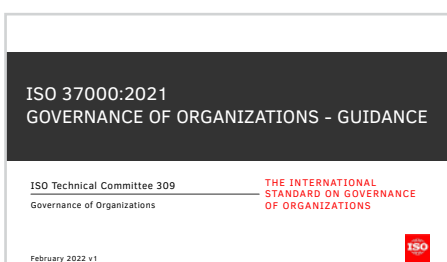 ISO 37000:2021
GOVERNANCE OF ORGANIZATIONS - GUIDANCE
ISO Technical Committee 309
Governance of Organizations
THE INTERNATIONAL
STANDARD ON GOVERNANCE
OF ORGANIZATIONS
February 2022 v1
ISO